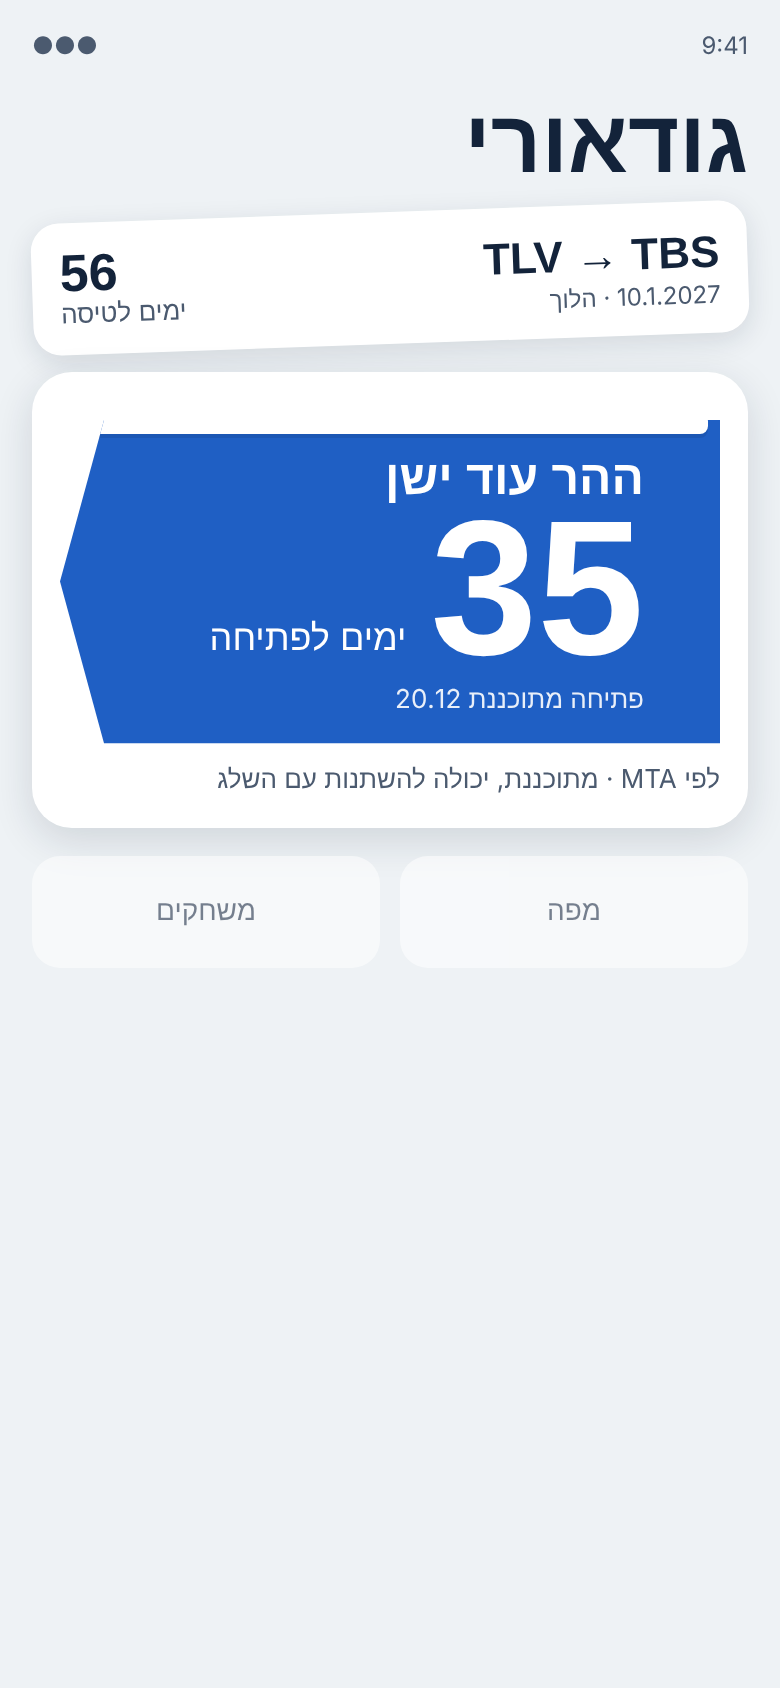 9:41
גודאורי
TLV → TBS
10.1.2027 · הלוך
56
ימים לטיסה
ההר עוד ישן
35 ימים לפתיחה
פתיחה מתוכננת 20.12
לפי MTA · מתוכננת, יכולה להשתנות עם השלג
מפה
משחקים